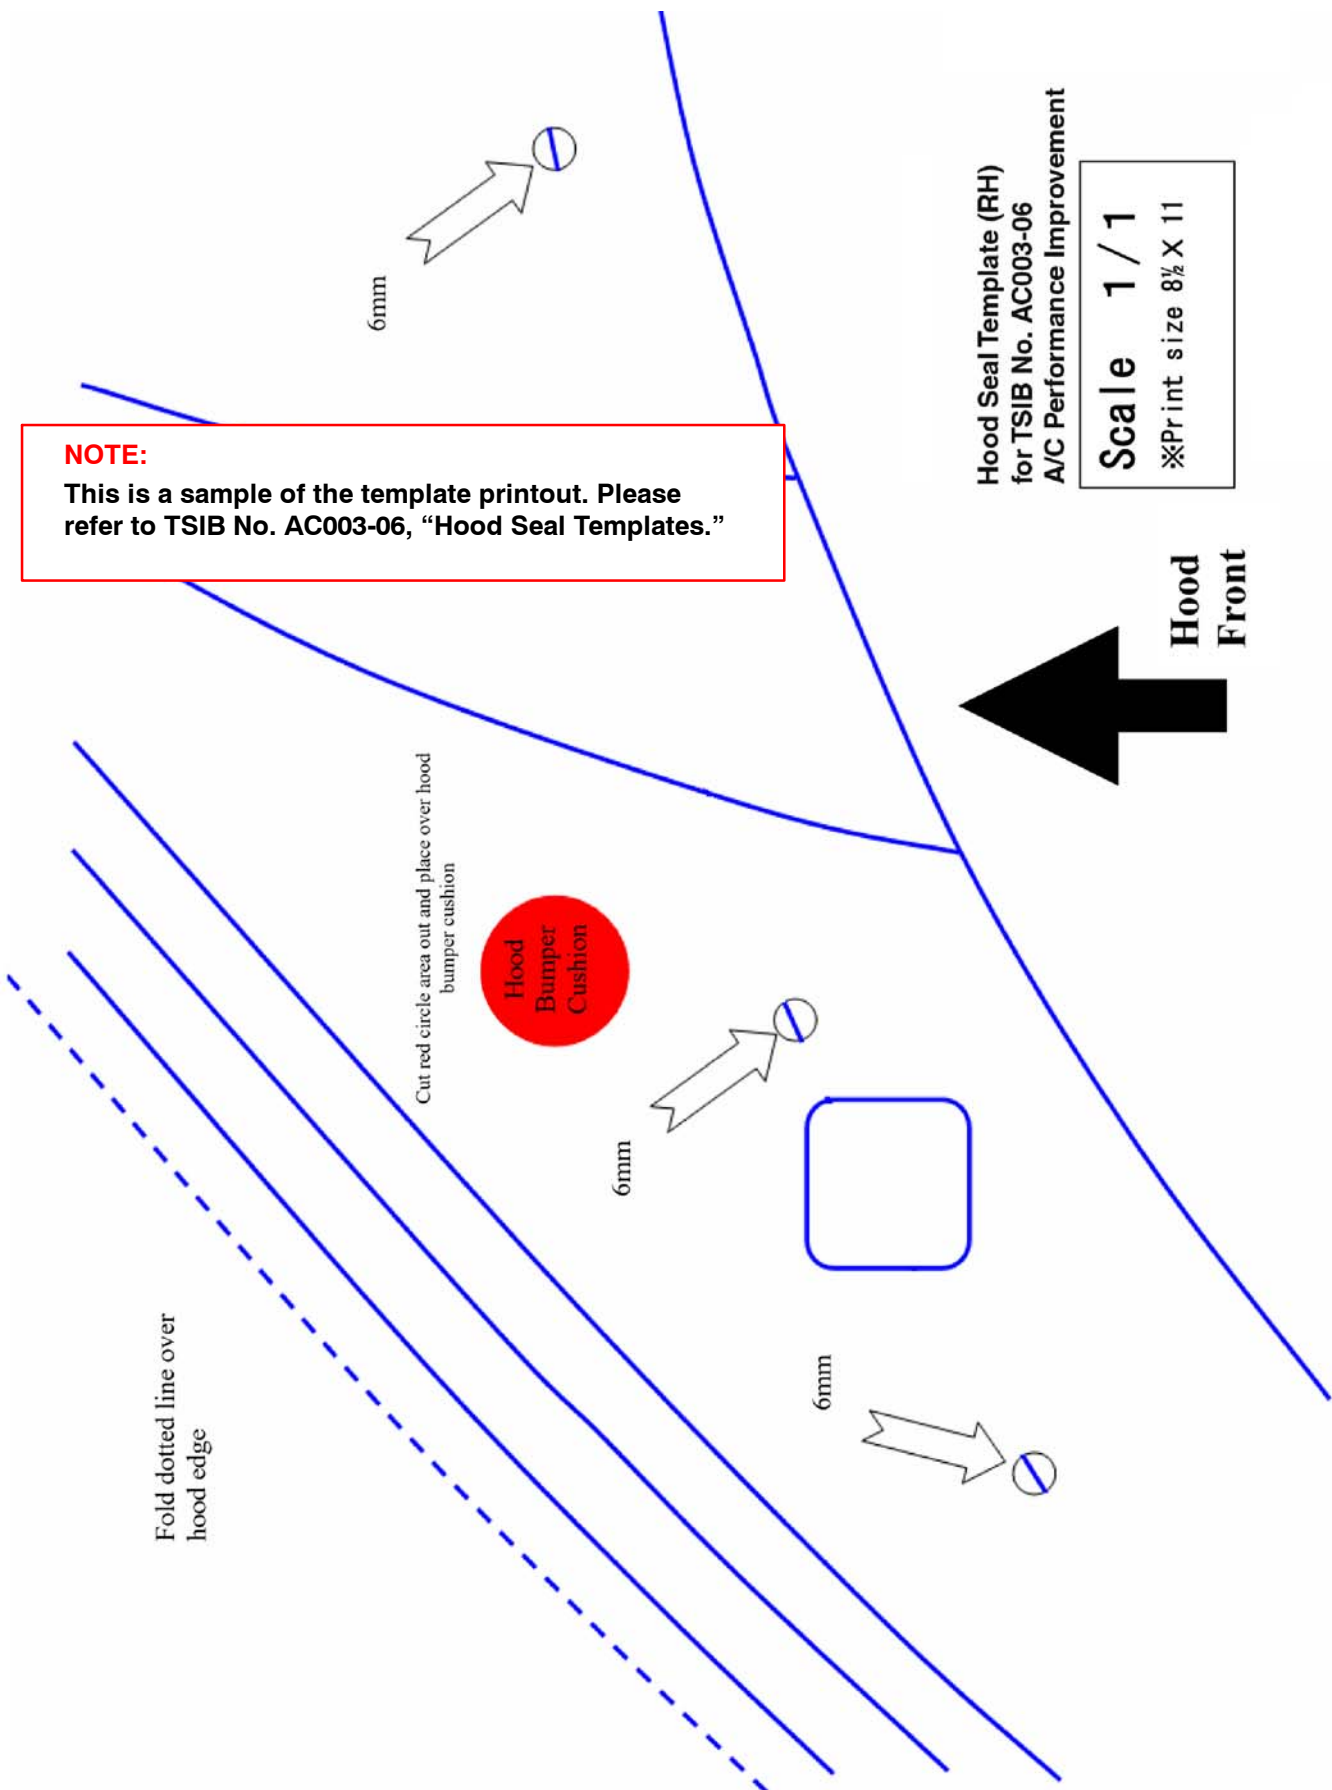 NOTE:
This is a sample of the template printout. Please
refer to TSIB No. AC003-06, “Hood Seal Templates.”
Hood Seal Template (RH)
for TSIB No. AC003-06
A/C Performance Improvement
Scale 1/1
※Print size 8½ X 11
Hood
Front
6mm
Cut red circle area out and place over hood
bumper cushion
Hood
Bumper
Cushion
6mm
6mm
Fold dotted line over
hood edge